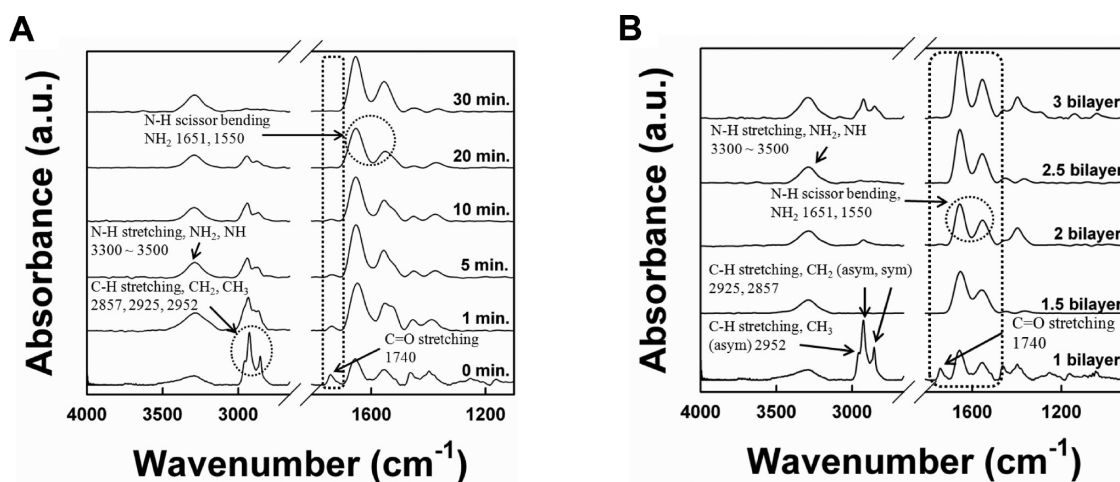 A
Absorbance (a.u.)
30 min.
N-H scissor bending
NH₂ 1651, 1550
20 min.
10 min.
N-H stretching, NH₂, NH
3300 ~ 3500
5 min.
C-H stretching, CH₂, CH₃
2857, 2925, 2952
1 min.
C=O stretching
1740
0 min.
4000 3500 3000 1600 1200
Wavenumber (cm⁻¹)
B
Absorbance (a.u.)
3 bilayer
N-H stretching, NH₂, NH
3300 ~ 3500
2.5 bilayer
N-H scissor bending,
NH₂ 1651, 1550
2 bilayer
C-H stretching, CH₂ (asym, sym)
2925, 2857
1.5 bilayer
C-H stretching, CH₃
(asym) 2952
C=O stretching
1740
1 bilayer
4000 3500 3000 1600 1200
Wavenumber (cm⁻¹)